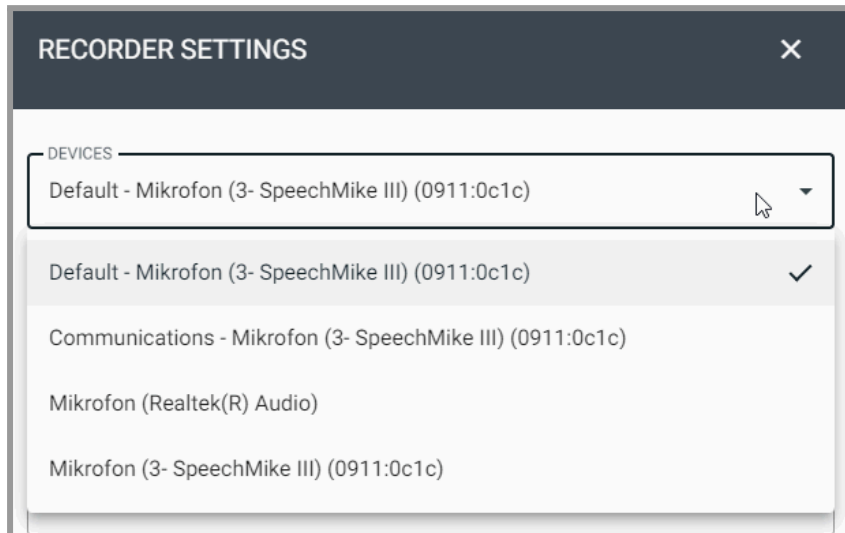 RECORDER SETTINGS
DEVICES
Default - Mikrofon (3- SpeechMike III) (0911:0c1c)
Default - Mikrofon (3- SpeechMike III) (0911:0c1c)
Communications - Mikrofon (3- SpeechMike III) (0911:0c1c)
Mikrofon (Realtek(R) Audio)
Mikrofon (3- SpeechMike III) (0911:0c1c)